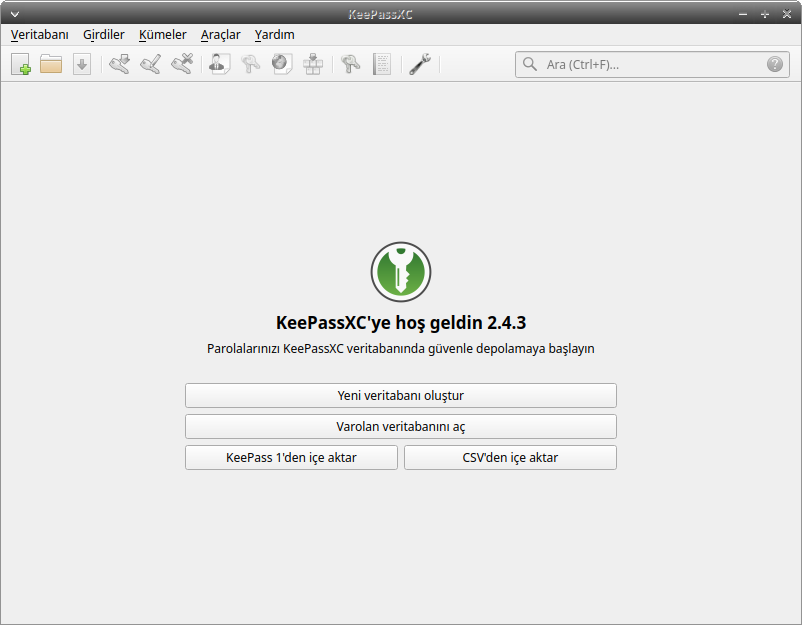 KeePassXC
Veritabanı Girdiler Kümeler Araçlar Yardım
Ara (Ctrl+F)...
KeePassXC'ye hoş geldin 2.4.3
Parolalarınızı KeePassXC veritabanında güvenle depolamaya başlayın
Yeni veritabanı oluştur
Varolan veritabanını aç
KeePass 1'den içe aktar CSV'den içe aktar